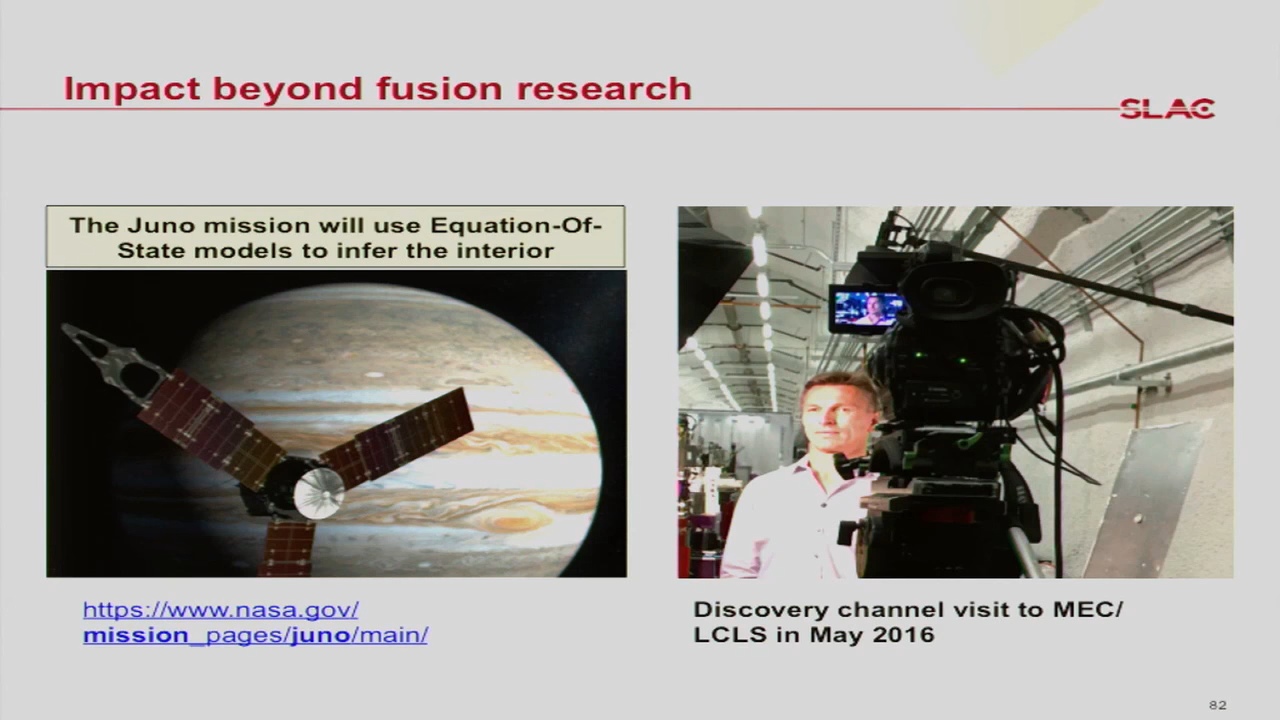 Impact beyond fusion research
SLAC
The Juno mission will use Equation-Of-
State models to infer the interior
https://www.nasa.gov/
mission_pages/juno/main/
Discovery channel visit to MEC/
LCLS in May 2016
82